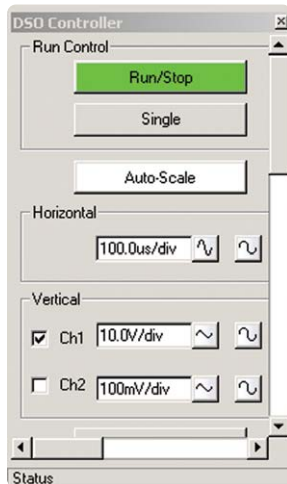 DSO Controller
Run Control
Run/Stop
Single
Auto-Scale
Horizontal
100.0us/div
Vertical
Ch1 10.0V/div
Ch2 100mV/div
Status